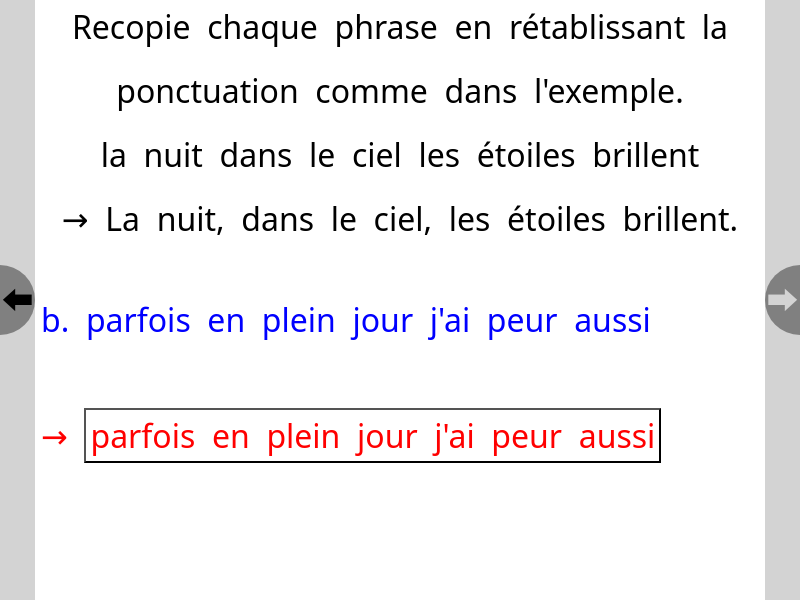 Recopie chaque phrase en rétablissant la
ponctuation comme dans l'exemple.
la nuit dans le ciel les étoiles brillent
→ La nuit, dans le ciel, les étoiles brillent.
b. parfois en plein jour j'ai peur aussi
→ parfois en plein jour j'ai peur aussi